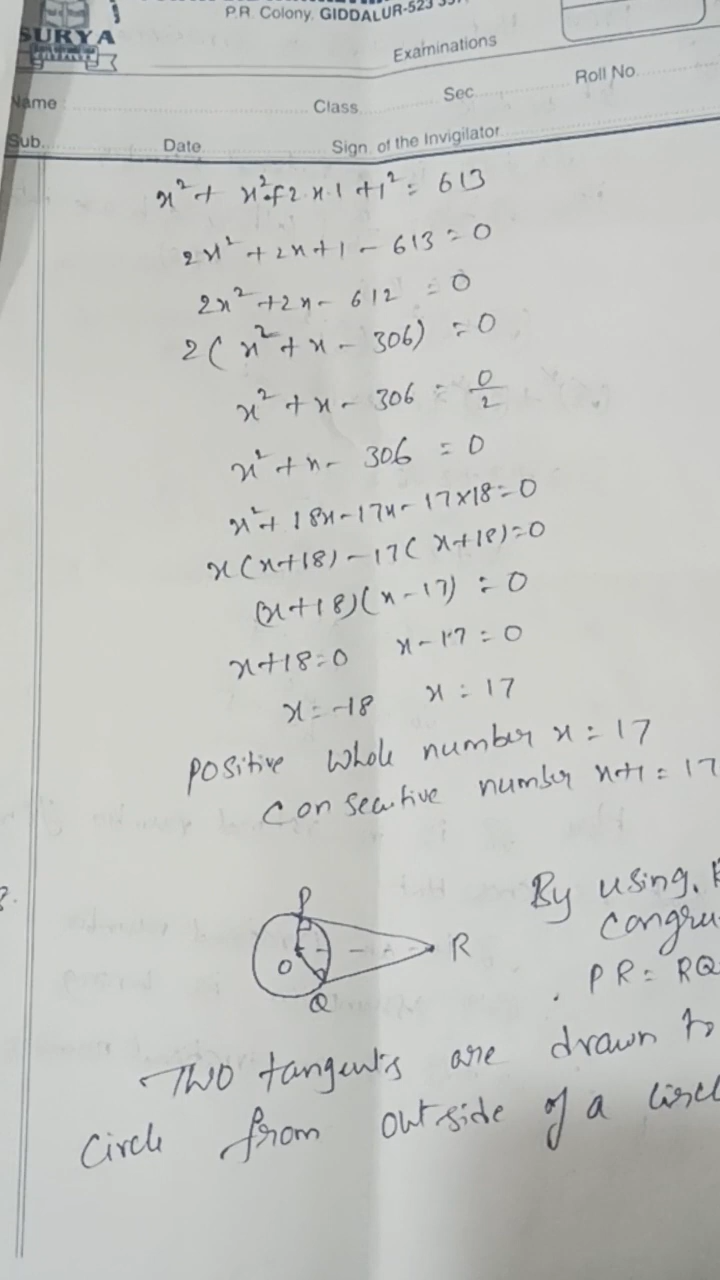 SURYA
P.R. Colony, GIDDALUR-523
Examinations
Name Class Sec Roll No
Sub. Date Sign. of the Invigilator
x² + x² + 2·x·1 + 1² = 613
2x² + 2x + 1 - 613 = 0
2x² + 2x - 612 = 0
2(x² + x - 306) = 0
x² + x - 306 = 0/2
x² + x - 306 = 0
x² + 18x - 17x - 17×18 = 0
x(x+18) - 17(x+18) = 0
(x+18)(x-17) = 0
x+18=0 x-17=0
x=-18 x=17
positive whole number x = 17
consecutive number x+1 = 17
P
O
R
Q
By using.
congru
PR = RQ
Two tangents are drawn to
circle from outside of a circl